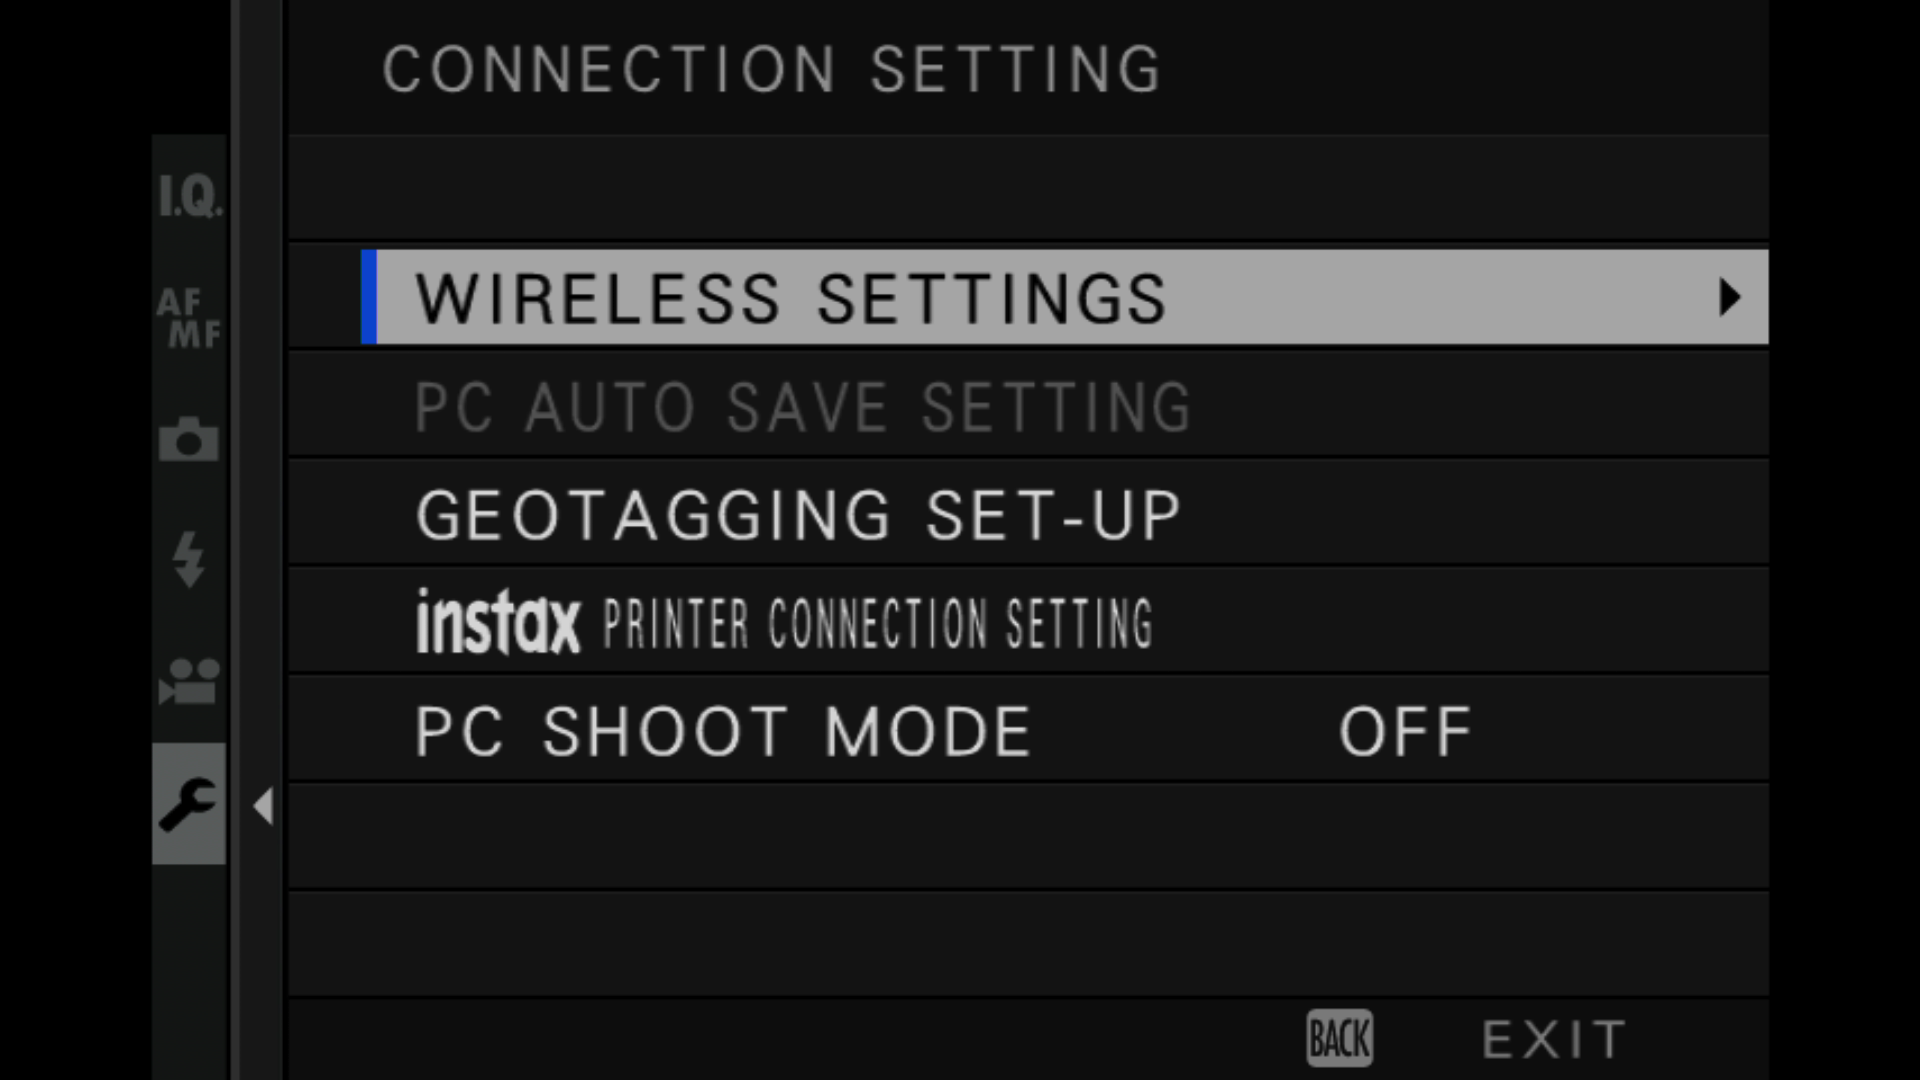 CONNECTION SETTING
I.Q.
AF
MF
WIRELESS SETTINGS
PC AUTO SAVE SETTING
GEOTAGGING SET-UP
instax PRINTER CONNECTION SETTING
PC SHOOT MODE OFF
BACK EXIT